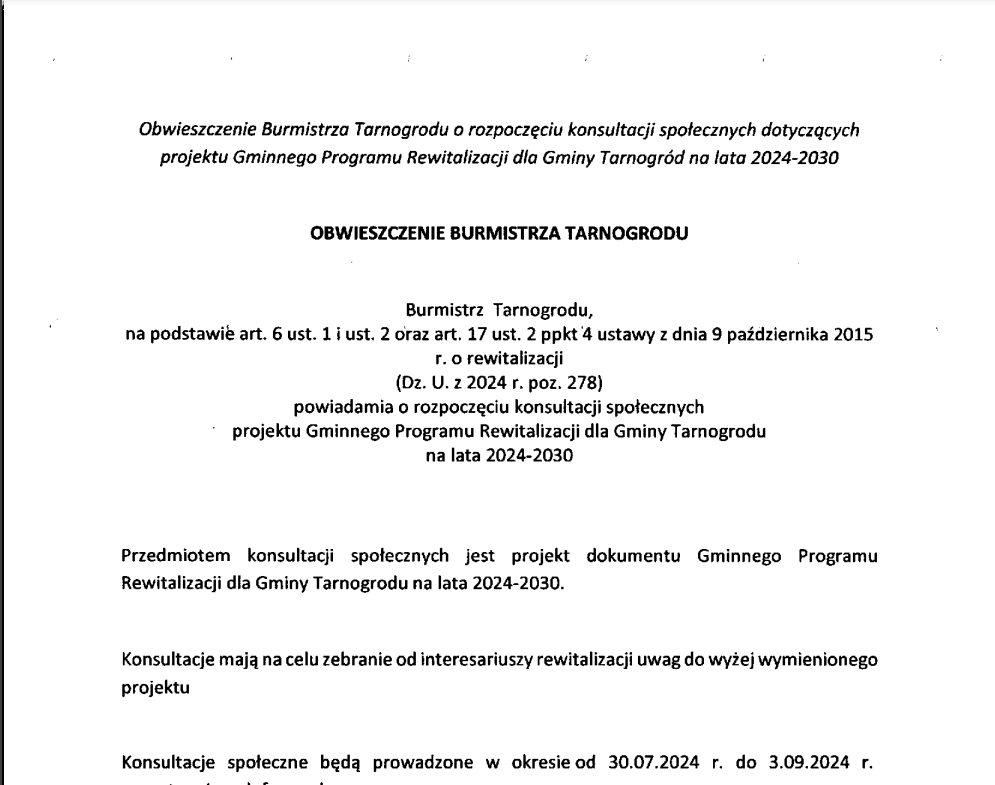 Obwieszczenie Burmistrza Tarnogrodu o rozpoczęciu konsultacji społecznych dotyczących
projektu Gminnego Programu Rewitalizacji dla Gminy Tarnogród na lata 2024-2030
OBWIESZCZENIE BURMISTRZA TARNOGRODU
Burmistrz Tarnogrodu,
na podstawie art. 6 ust. 1 i ust. 2 oraz art. 17 ust. 2 ppkt 4 ustawy z dnia 9 października 2015
r. o rewitalizacji
(Dz. U. z 2024 r. poz. 278)
powiadamia o rozpoczęciu konsultacji społecznych
projektu Gminnego Programu Rewitalizacji dla Gminy Tarnogrodu
na lata 2024-2030
Przedmiotem konsultacji społecznych jest projekt dokumentu Gminnego Programu
Rewitalizacji dla Gminy Tarnogrodu na lata 2024-2030.
Konsultacje mają na celu zebranie od interesariuszy rewitalizacji uwag do wyżej wymienionego
projektu
Konsultacje społeczne będą prowadzone w okresie od 30.07.2024 r. do 3.09.2024 r.